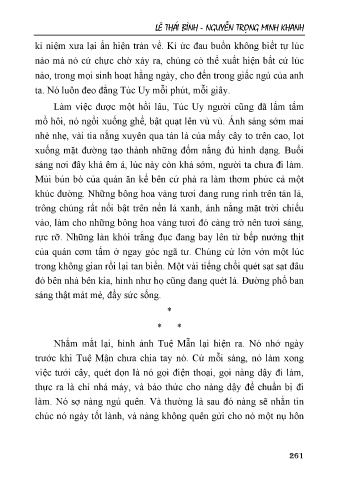 LÊ THÁI BÌNH - NGUYỄN TRỌNG MINH KHANH
kỉ niệm xưa lại ẩn hiện tràn về. Kí ức đau buồn không biết tự lúc
nào mà nó cứ chực chờ xảy ra, chúng có thể xuất hiện bất cứ lúc
nào, trong mọi sinh hoạt hằng ngày, cho đến trong giấc ngủ của anh
ta. Nó luôn đeo đẳng Túc Uy mỗi phút, mỗi giây.
Làm việc được một hồi lâu, Túc Uy người cũng đã lấm tấm
mồ hôi, nó ngồi xuống ghế, bật quạt lên vù vù. Ánh sáng sớm mai
nhè nhẹ, vài tia nắng xuyên qua tán lá của mấy cây to trên cao, lọt
xuống mặt đường tạo thành những đốm nắng đủ hình dạng. Buổi
sáng nơi đây khá êm ả, lúc này còn khá sớm, người ta chưa đi làm.
Mùi bún bò của quán ăn kế bên cứ phà ra làm thơm phức cả một
khúc đường. Những bông hoa vàng tươi đang rung rinh trên tán lá,
trông chúng rất nổi bật trên nền lá xanh, ánh nắng mặt trời chiếu
vào, làm cho những bông hoa vàng tươi đó càng trở nên tươi sáng,
rực rỡ. Những làn khói trắng đục đang bay lên từ bếp nướng thịt
của quán cơm tấm ở ngay góc ngã tư. Chúng cứ lởn vởn một lúc
trong không gian rồi lại tan biến. Một vài tiếng chổi quét sạt sạt đâu
đó bên nhà bên kia, hình như họ cũng đang quét lá. Đường phố ban
sáng thật mát mẻ, đầy sức sống.
*
* *
Nhắm mắt lại, hình ảnh Tuệ Mẫn lại hiện ra. Nó nhớ ngày
trước khi Tuệ Mẫn chưa chia tay nó. Cứ mỗi sáng, nó làm xong
việc tưới cây, quét dọn là nó gọi điện thoại, gọi nàng dậy đi làm,
thực ra là chỉ nhá máy, và báo thức cho nàng dậy để chuẩn bị đi
làm. Nó sợ nàng ngủ quên. Và thường là sau đó nàng sẽ nhắn tin
chúc nó ngày tốt lành, và nàng không quên gửi cho nó một nụ hôn
261